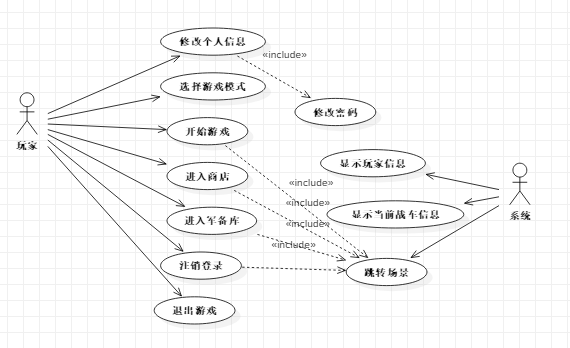 修改个人信息
«include»
选择游戏模式
修改密码
玩家
开始游戏
显示玩家信息
进入商店
«include»
系统
«include»
显示当前战车信息
进入军备库
«include»
«include»
注销登录
跳转场景
退出游戏